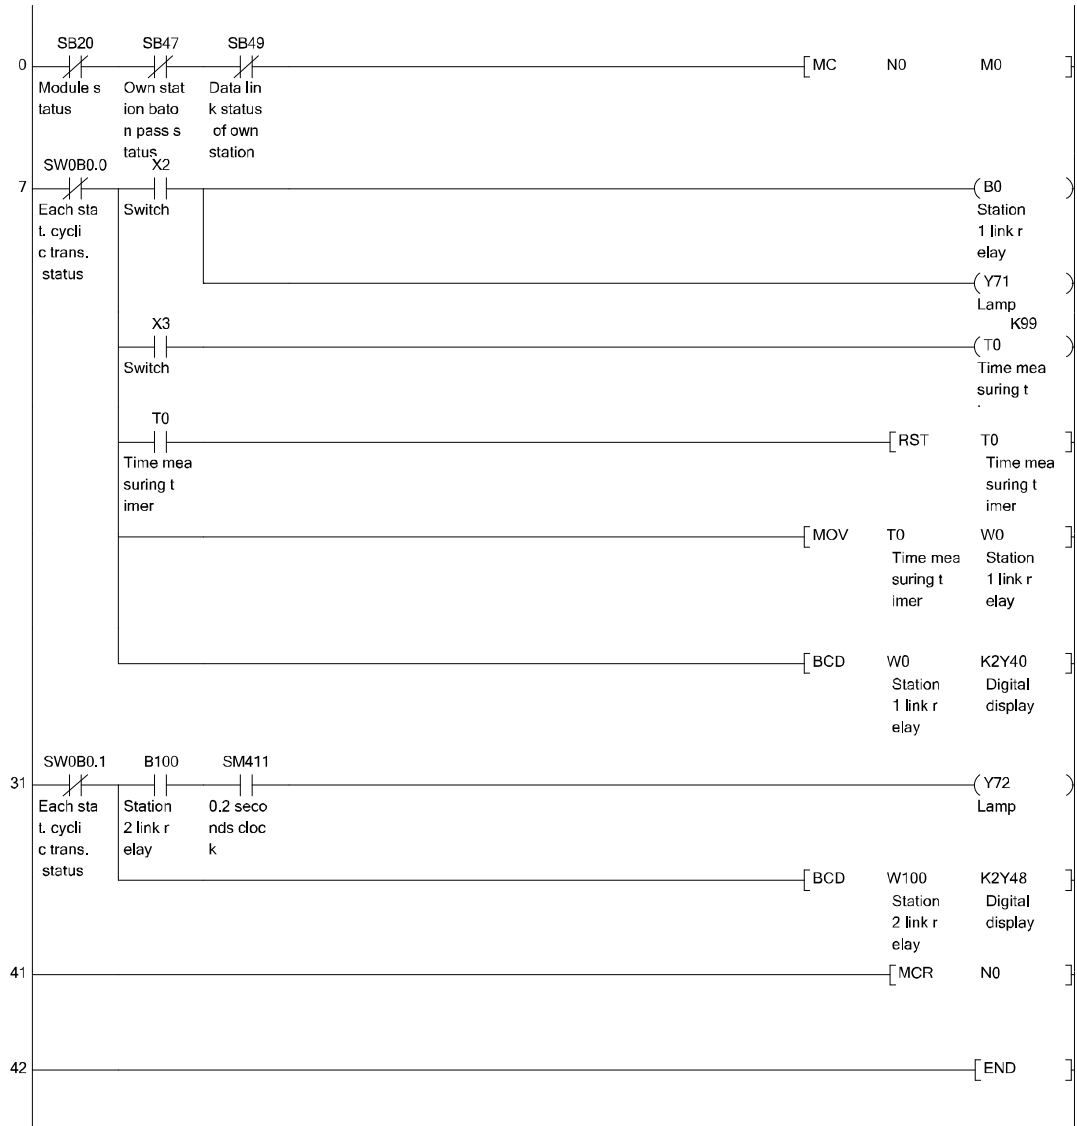 SB20 SB47 SB49
0 MC N0 M0
Module s Own stat Data lin
tatus ion bato k status
n pass s of own
tatus station
SW0B0.0 X2
7 B0
Each sta Switch Station
t. cycli 1 link r
c trans. elay
status
Y71
Lamp
X3 K99
T0
Switch Time mea
suring t
T0
RST T0
Time mea Time mea
suring t suring t
imer imer
MOV T0 W0
Time mea Station
suring t 1 link r
imer elay
BCD W0 K2Y40
Station Digital
1 link r display
elay
SW0B0.1 B100 SM411
31 Y72
Each sta Station 0.2 seco Lamp
t. cycli 2 link r nds cloc
c trans. elay k
status
BCD W100 K2Y48
Station Digital
2 link r display
elay
41 MCR N0
42 END